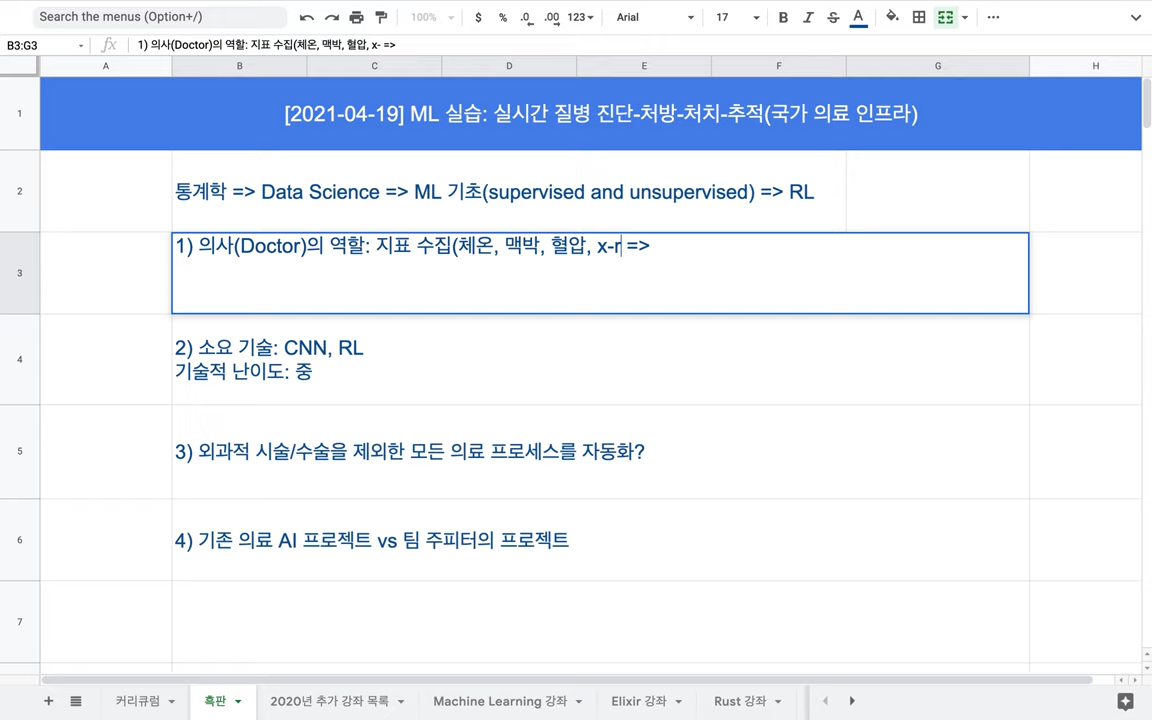 Search the menus (Option+/)
100%
$ % .0 .00 123
Arial
17
B I S A
B3:G3
fx
1) 의사(Doctor)의 역할: 지표 수집(체온, 맥박, 혈압, x- =>
A B C D E F G H
1
[2021-04-19] ML 실습: 실시간 질병 진단-처방-처치-추적(국가 의료 인프라)
2
통계학 => Data Science => ML 기초(supervised and unsupervised) => RL
3
1) 의사(Doctor)의 역할: 지표 수집(체온, 맥박, 혈압, x-r =>
4
2) 소요 기술: CNN, RL
기술적 난이도: 중
5
3) 외과적 시술/수술을 제외한 모든 의료 프로세스를 자동화?
6
4) 기존 의료 AI 프로젝트 vs 팀 주피터의 프로젝트
7
커리큐럼
흑판
2020년 추가 강좌 목록
Machine Learning 강좌
Elixir 강좌
Rust 강좌